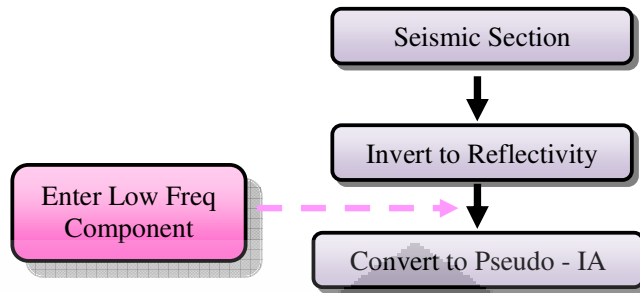 Seismic Section
Invert to Reflectivity
Enter Low Freq
Component
Convert to Pseudo - IA